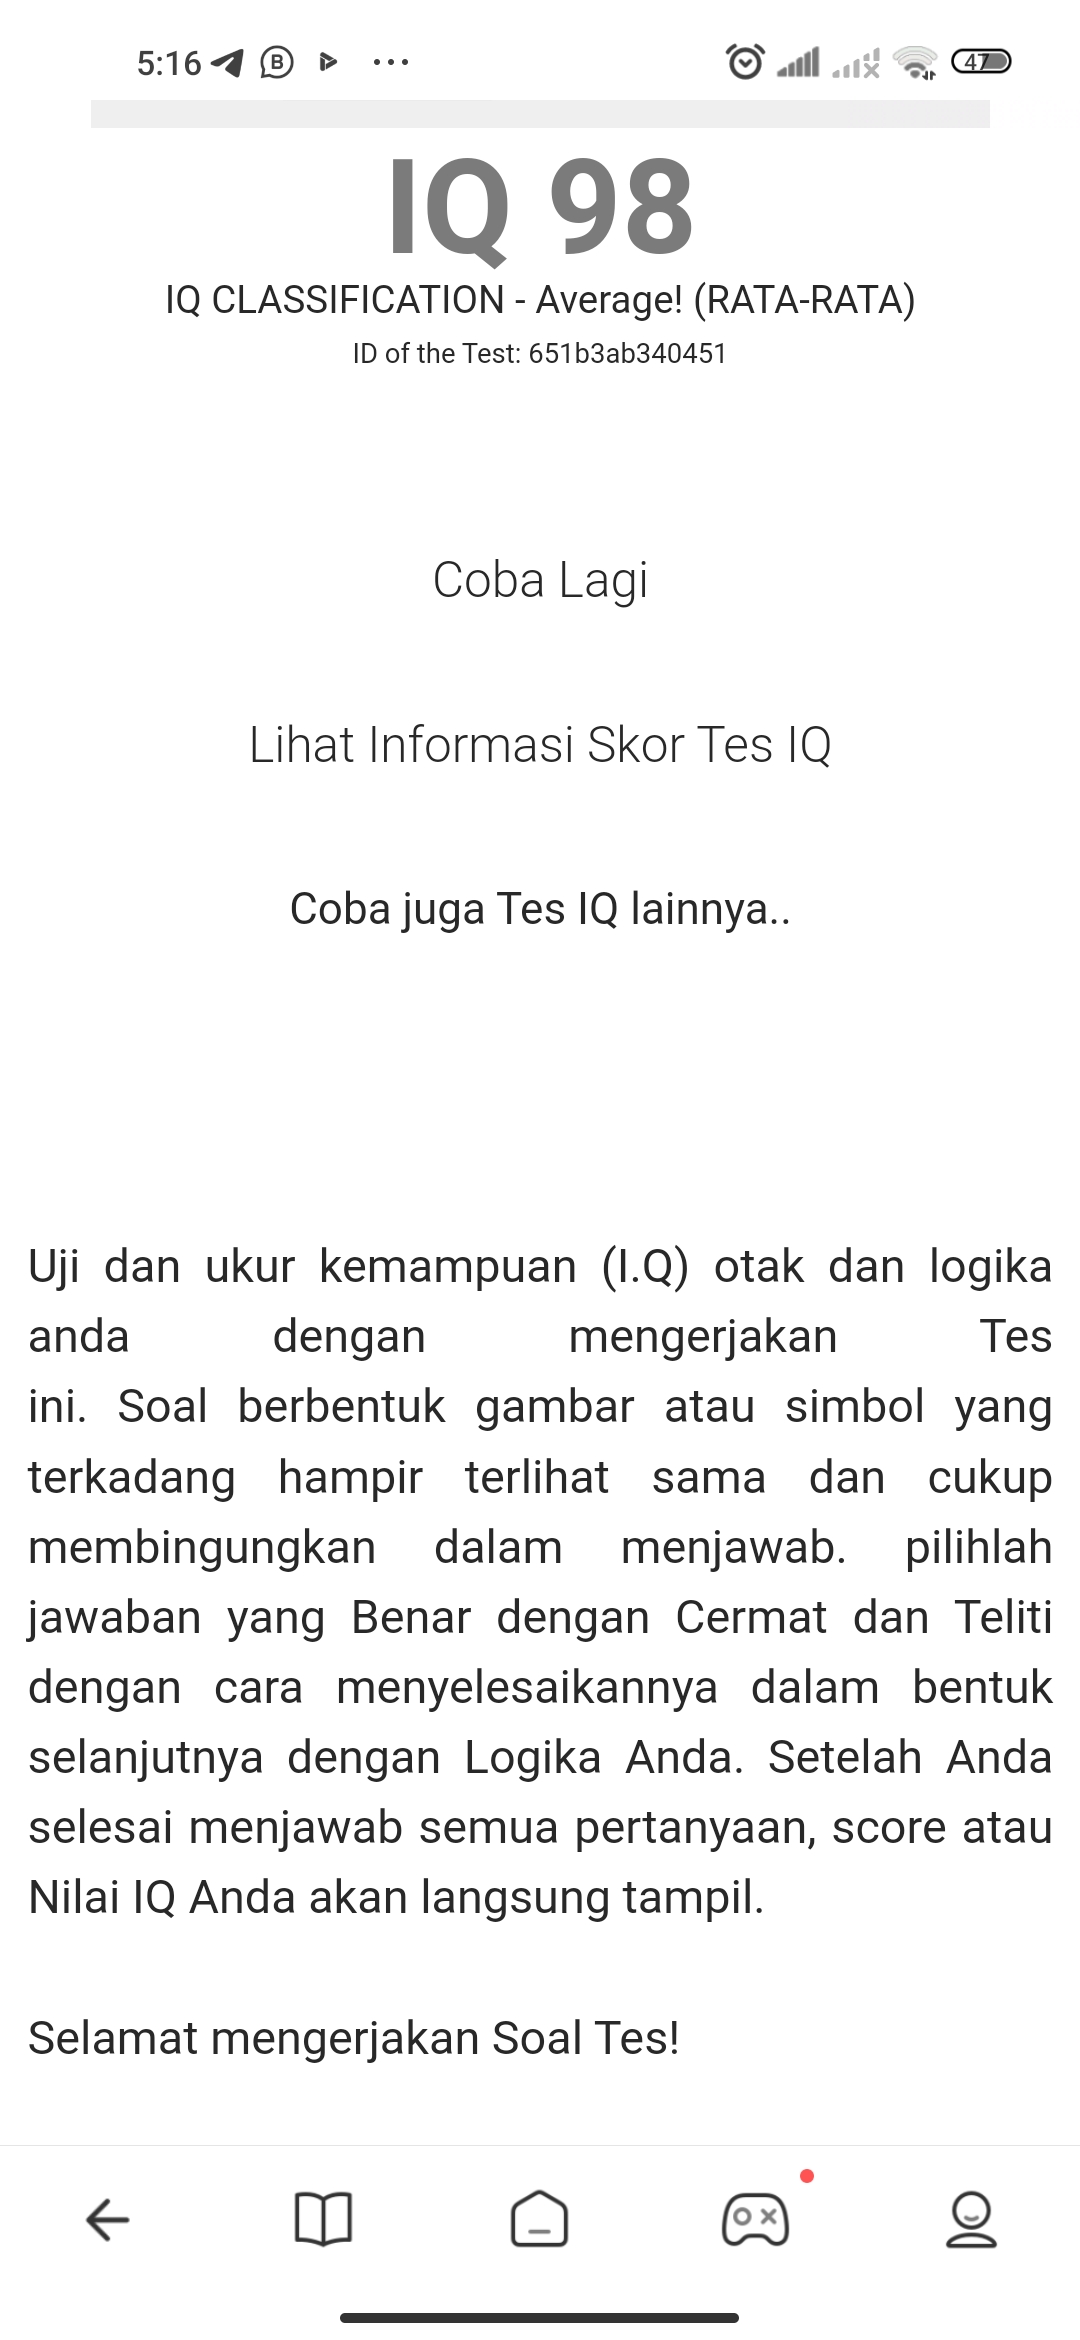 5:16
47
IQ 98
IQ CLASSIFICATION - Average! (RATA-RATA)
ID of the Test: 651b3ab340451
Coba Lagi
Lihat Informasi Skor Tes IQ
Coba juga Tes IQ lainnya..
Uji dan ukur kemampuan (I.Q) otak dan logika
anda dengan mengerjakan Tes
ini. Soal berbentuk gambar atau simbol yang
terkadang hampir terlihat sama dan cukup
membingungkan dalam menjawab. pilihlah
jawaban yang Benar dengan Cermat dan Teliti
dengan cara menyelesaikannya dalam bentuk
selanjutnya dengan Logika Anda. Setelah Anda
selesai menjawab semua pertanyaan, score atau
Nilai IQ Anda akan langsung tampil.
Selamat mengerjakan Soal Tes!